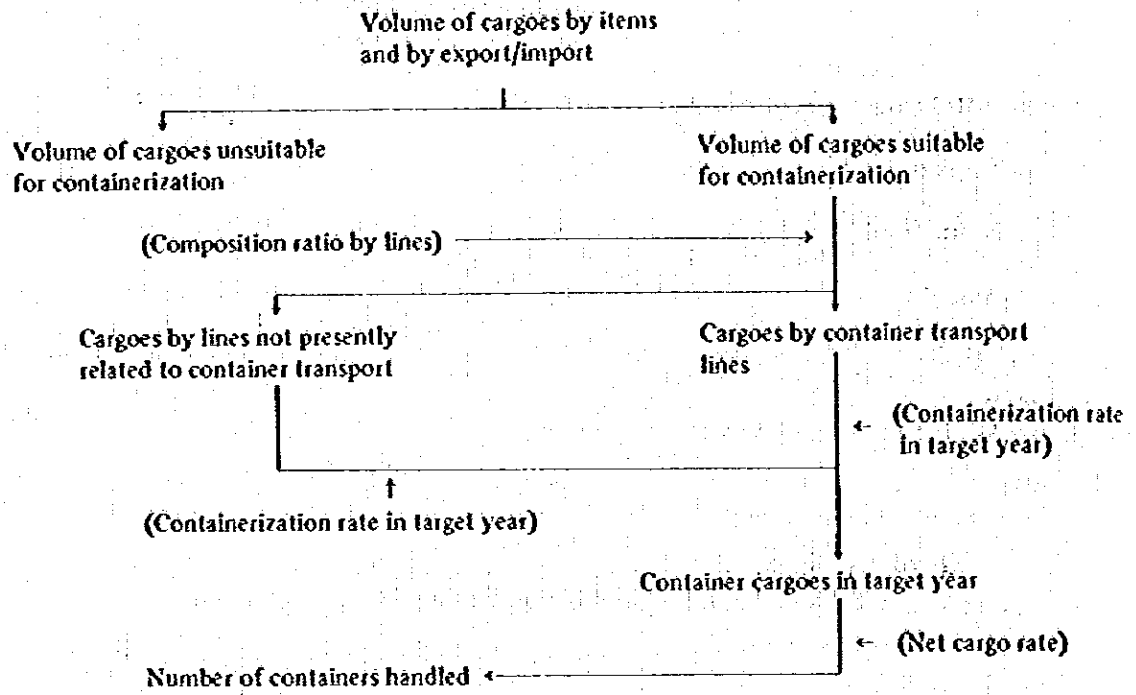 Volume of cargoes by items
and by export/import
Volume of cargoes unsuitable
for containerization
Volume of cargoes suitable
for containerization
(Composition ratio by lines)
Cargoes by lines not presently
related to container transport
Cargoes by container transport
lines
(Containerization rate
in target year)
(Containerization rate in target year)
Container cargoes in target year
(Net cargo rate)
Number of containers handled